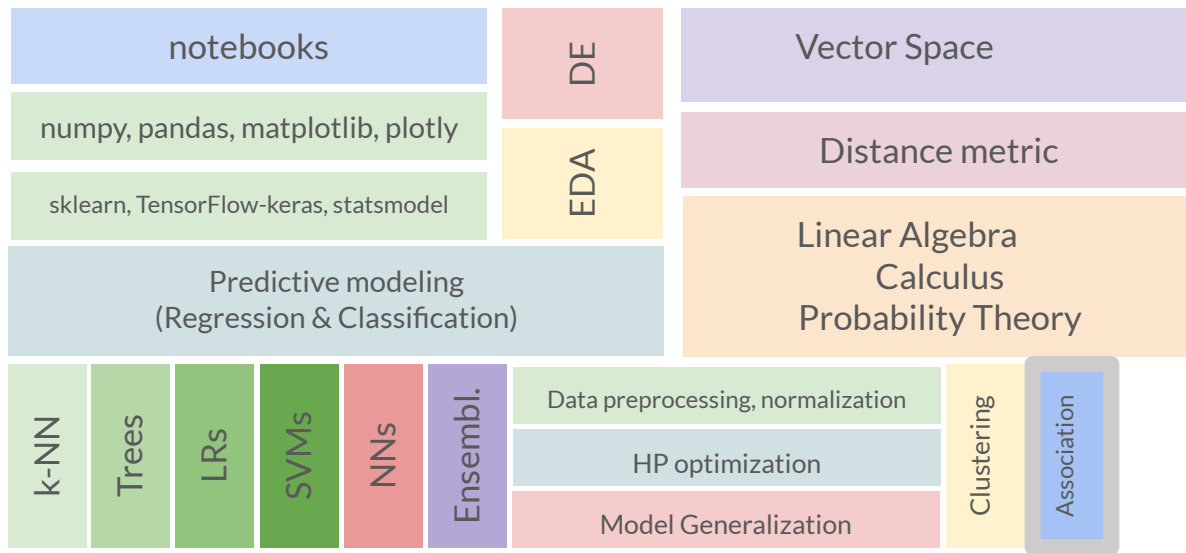 notebooks
numpy, pandas, matplotlib, plotly
sklearn, TensorFlow-keras, statsmodel
DE
EDA
Vector Space
Distance metric
Linear Algebra
Calculus
Probability Theory
Predictive modeling
(Regression & Classification)
k-NN
Trees
LRs
SVMs
NNs
Ensembl.
Data preprocessing, normalization
HP optimization
Model Generalization
Clustering
Association